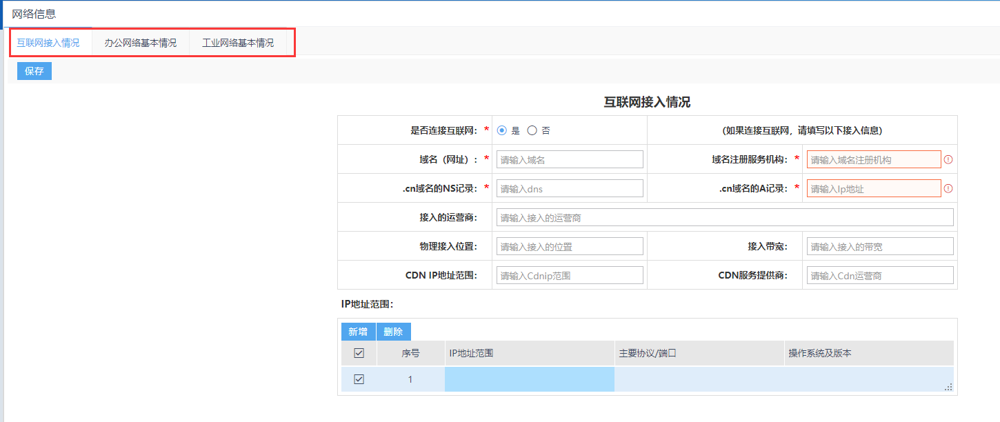 网络信息
互联网接入情况 办公网络基本情况 工业网络基本情况
保存
互联网接入情况
是否连接互联网: * 是 否 (如果连接互联网，请填写以下接入信息)
域名（网址）: * 请输入域名 域名注册服务机构: * 请输入域名注册机构
.cn域名的NS记录: * 请输入dns .cn域名的A记录: * 请输入Ip地址
接入的运营商: 请输入接入的运营商
物理接入位置: 请输入接入的位置 接入带宽: 请输入接入的带宽
CDN IP地址范围: 请输入Cdnip范围 CDN服务提供商: 请输入Cdn运营商
IP地址范围:
新增 删除
序号 IP地址范围 主要协议/端口 操作系统及版本
1